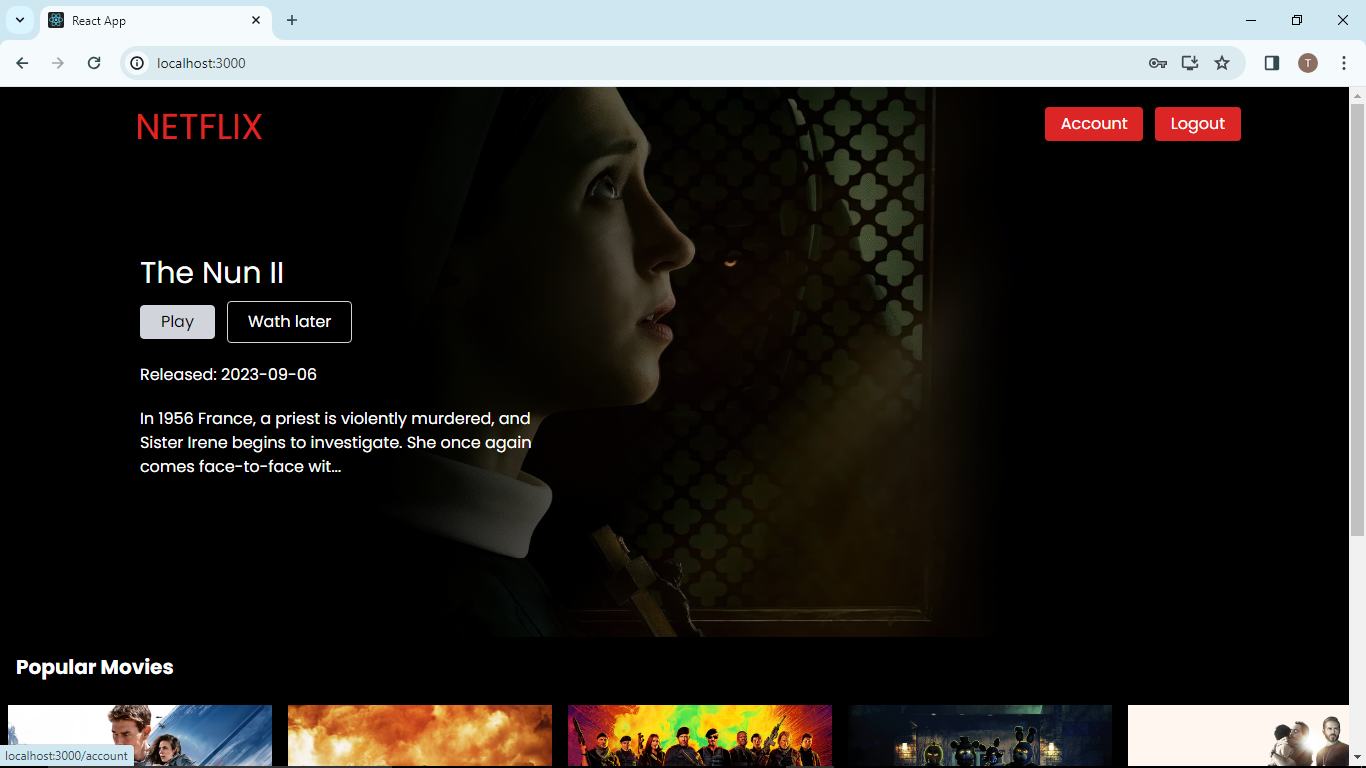 React App
localhost:3000
T
NETFLIX
Account
Logout
The Nun II
Play
Wath later
Released: 2023-09-06
In 1956 France, a priest is violently murdered, and
Sister Irene begins to investigate. She once again
comes face-to-face wit...
Popular Movies
localhost:3000/account